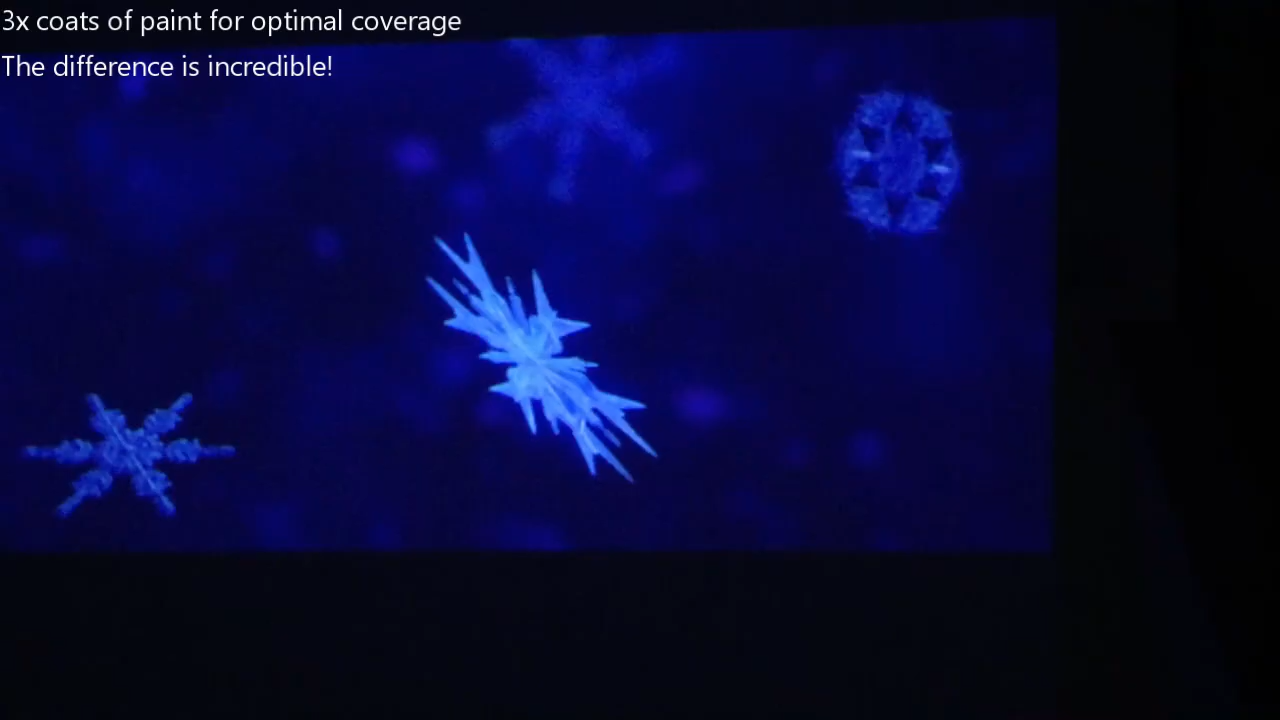 3x coats of paint for optimal coverage
The difference is incredible!